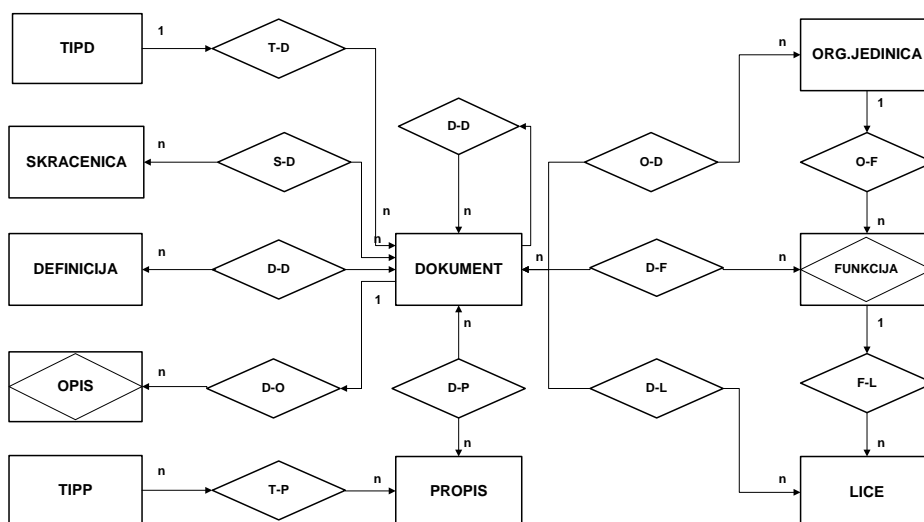 TIPD
1
T-D
n
ORG.JEDINICA
1
D-D
SKRACENICA
n
S-D
O-D
O-F
n
n
n
n
DEFINICIJA
n
D-D
DOKUMENT
n
D-F
n
FUNKCIJA
1
1
n
OPIS
n
D-O
D-P
D-L
F-L
n
n
n
TIPP
n
T-P
n
PROPIS
n
LICE